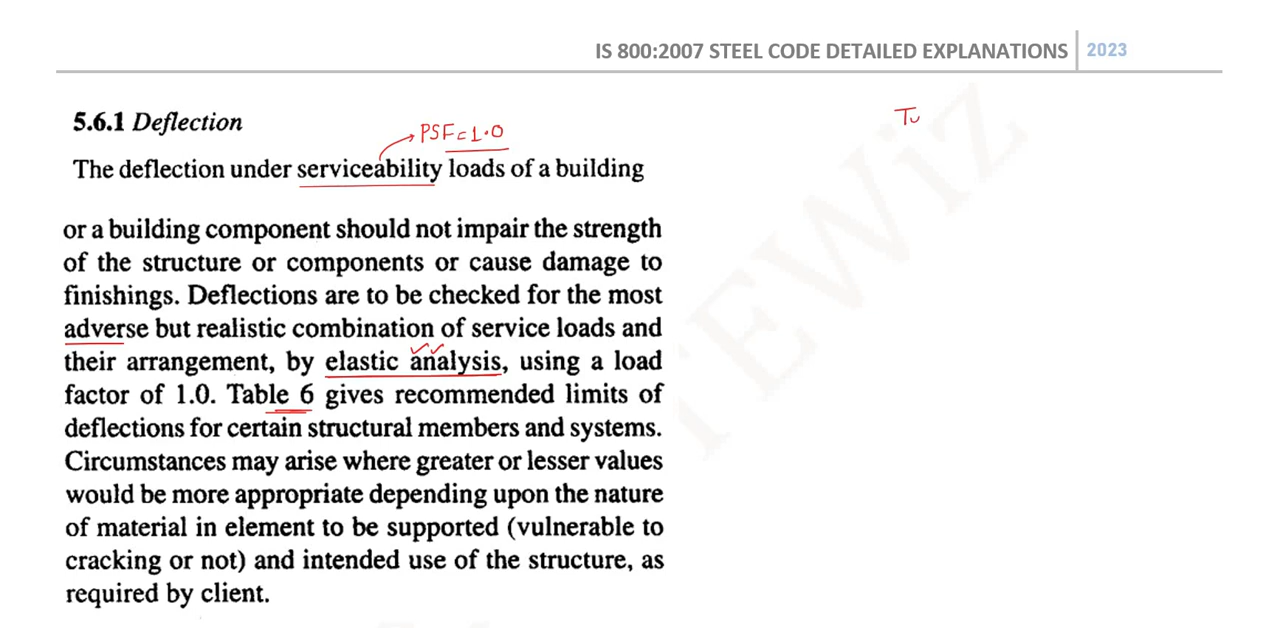 IS 800:2007 STEEL CODE DETAILED EXPLANATIONS 2023
5.6.1 Deflection
PSF=1.0
The deflection under serviceability loads of a building
or a building component should not impair the strength
of the structure or components or cause damage to
finishings. Deflections are to be checked for the most
adverse but realistic combination of service loads and
their arrangement, by elastic analysis, using a load
factor of 1.0. Table 6 gives recommended limits of
deflections for certain structural members and systems.
Circumstances may arise where greater or lesser values
would be more appropriate depending upon the nature
of material in element to be supported (vulnerable to
cracking or not) and intended use of the structure, as
required by client.